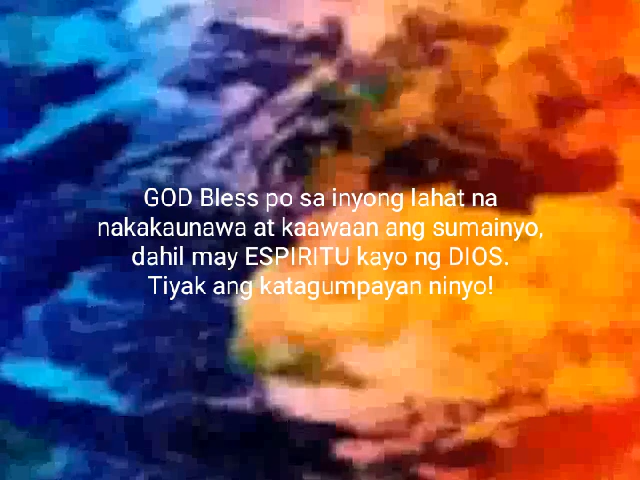 GOD Bless po sa inyong lahat na
nakakaunawa at kaawaan ang sumainyo,
dahil may ESPIRITU kayo ng DIOS.
Tiyak ang katagumpayan ninyo!